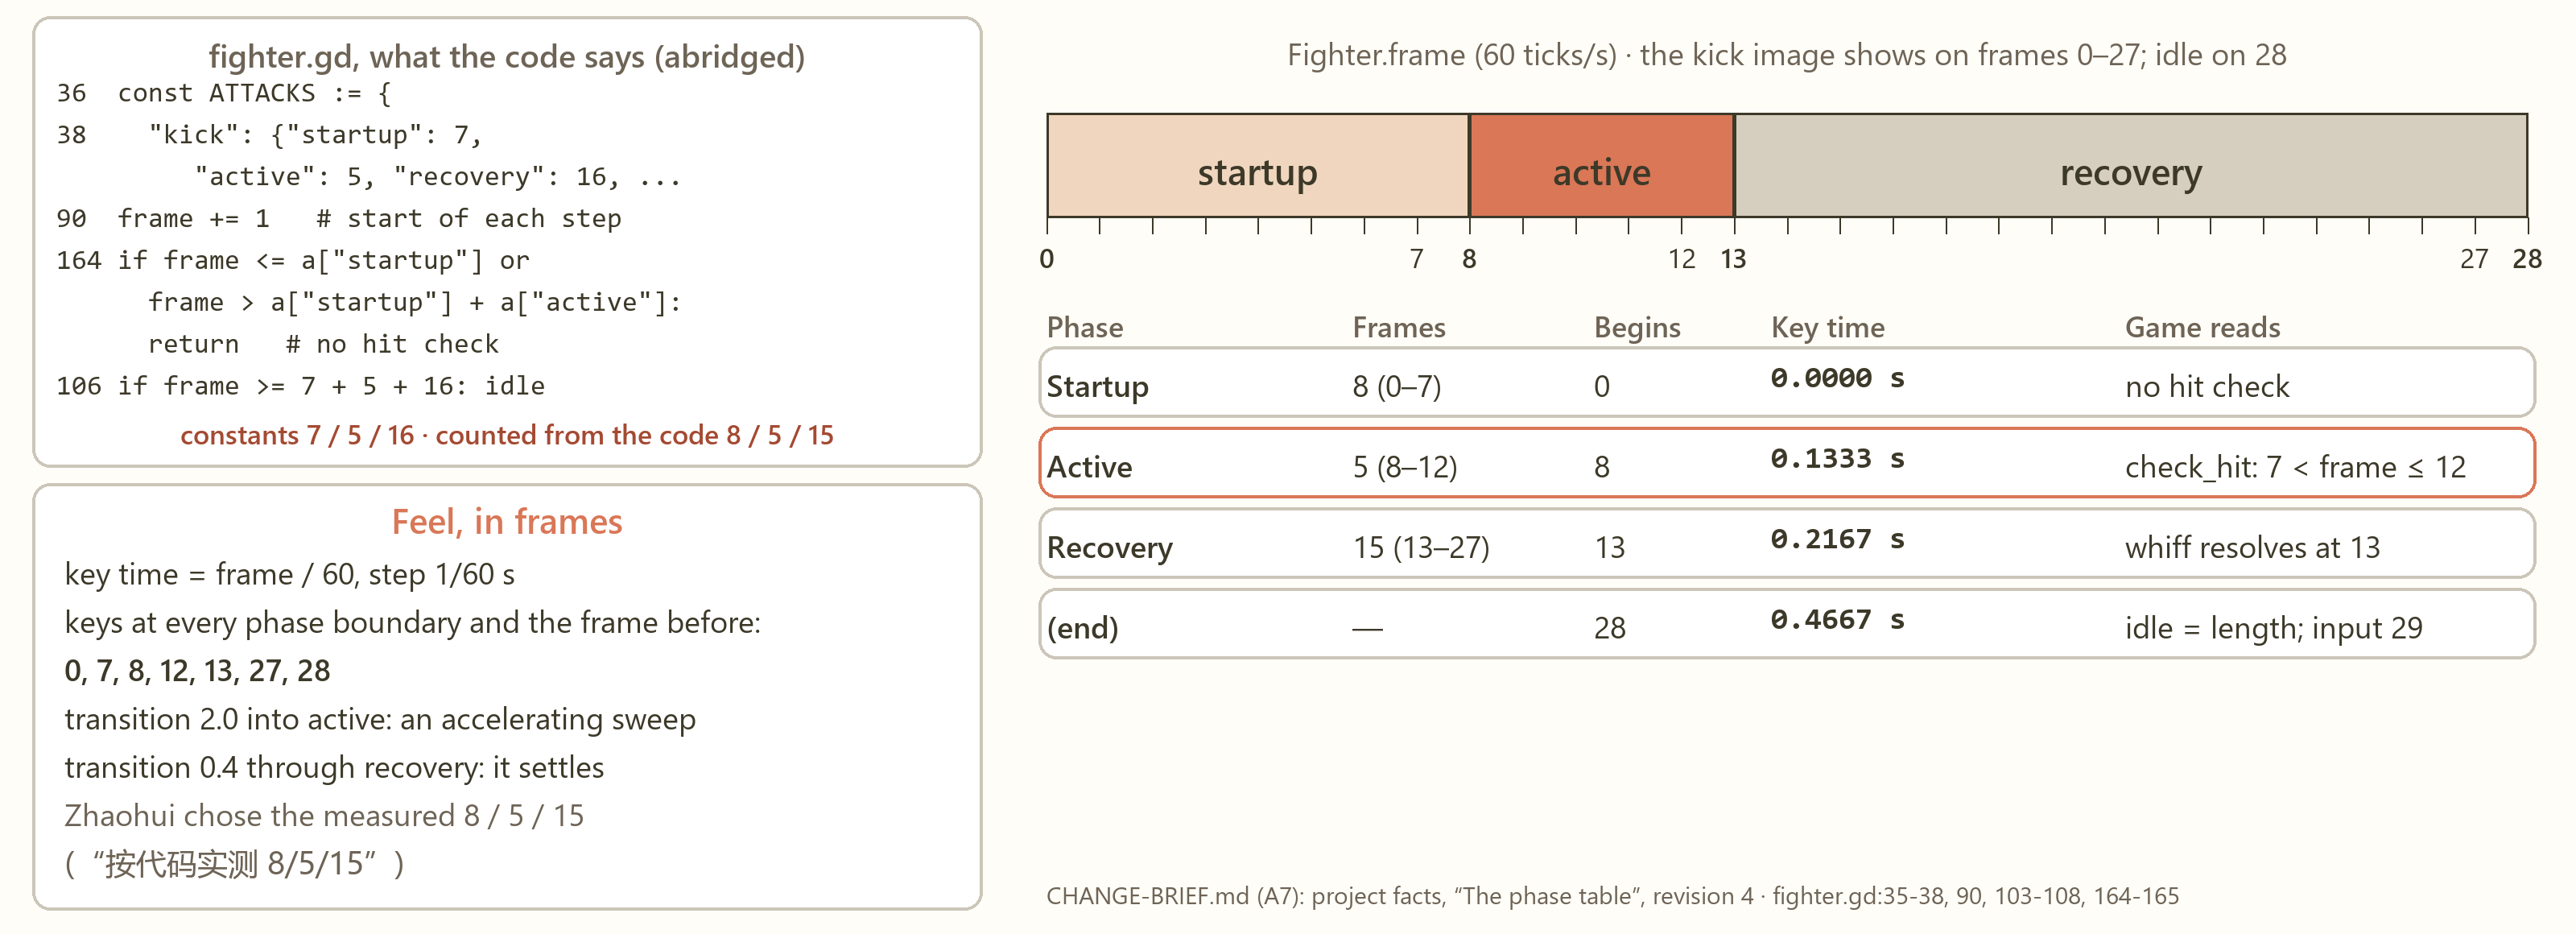 fighter.gd, what the code says (abridged)
36 const ATTACKS := {
38 "kick": {"startup": 7,
"active": 5, "recovery": 16, ...
90 frame += 1 # start of each step
164 if frame <= a["startup"] or
frame > a["startup"] + a["active"]:
return # no hit check
106 if frame >= 7 + 5 + 16: idle
constants 7 / 5 / 16 · counted from the code 8 / 5 / 15
Feel, in frames
key time = frame / 60, step 1/60 s
keys at every phase boundary and the frame before:
0, 7, 8, 12, 13, 27, 28
transition 2.0 into active: an accelerating sweep
transition 0.4 through recovery: it settles
Zhaohui chose the measured 8 / 5 / 15
(“按代码实测 8/5/15”)
Fighter.frame (60 ticks/s) · the kick image shows on frames 0–27; idle on 28
startup active recovery
0 7 8 12 13 27 28
Phase Frames Begins Key time Game reads
Startup 8 (0–7) 0 0.0000 s no hit check
Active 5 (8–12) 8 0.1333 s check_hit: 7 < frame ≤ 12
Recovery 15 (13–27) 13 0.2167 s whiff resolves at 13
(end) — 28 0.4667 s idle = length; input 29
CHANGE-BRIEF.md (A7): project facts, “The phase table”, revision 4 · fighter.gd:35-38, 90, 103-108, 164-165